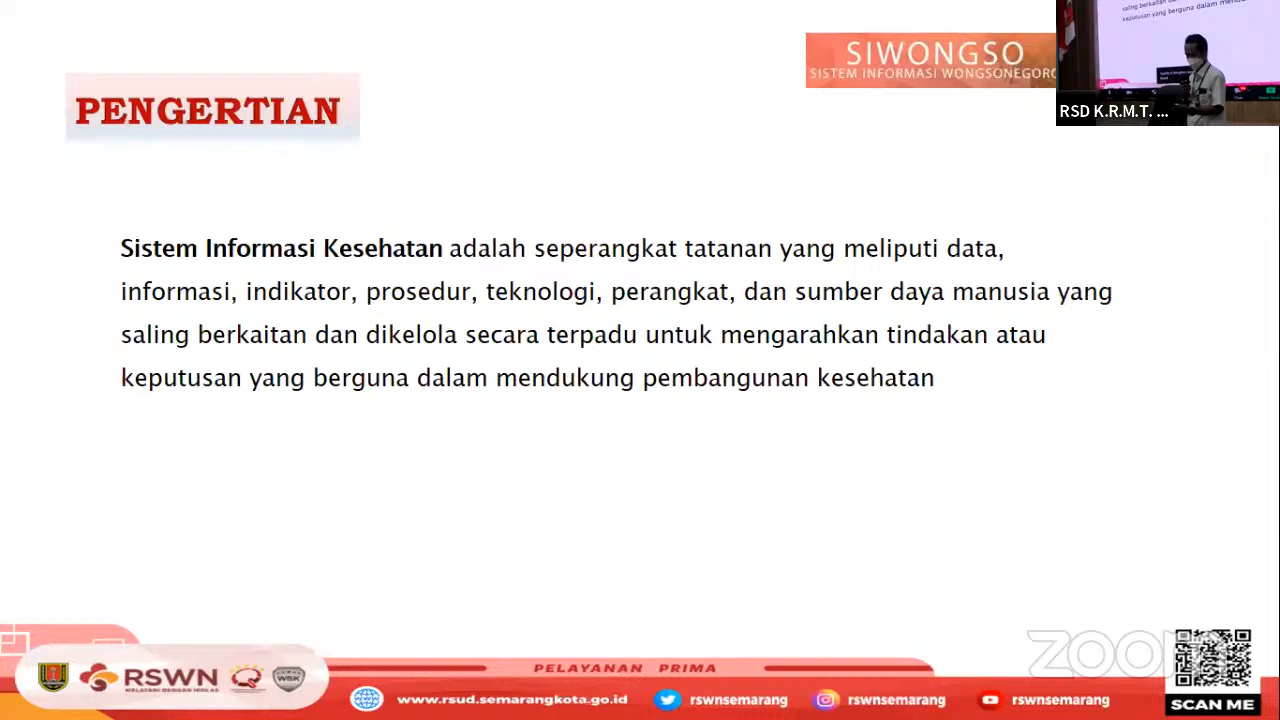 SIWONGSO
SISTEM INFORMASI WONGSONEGORO
RSD K.R.M.T. ...
PENGERTIAN
Sistem Informasi Kesehatan adalah seperangkat tatanan yang meliputi data,
informasi, indikator, prosedur, teknologi, perangkat, dan sumber daya manusia yang
saling berkaitan dan dikelola secara terpadu untuk mengarahkan tindakan atau
keputusan yang berguna dalam mendukung pembangunan kesehatan
zoom
RSWN
MELAYANI DENGAN IKHLAS
WBK
PELAYANAN PRIMA
www.rsud.semarangkota.go.id
rswnsemarang
rswnsemarang
rswnsemarang
SCAN ME